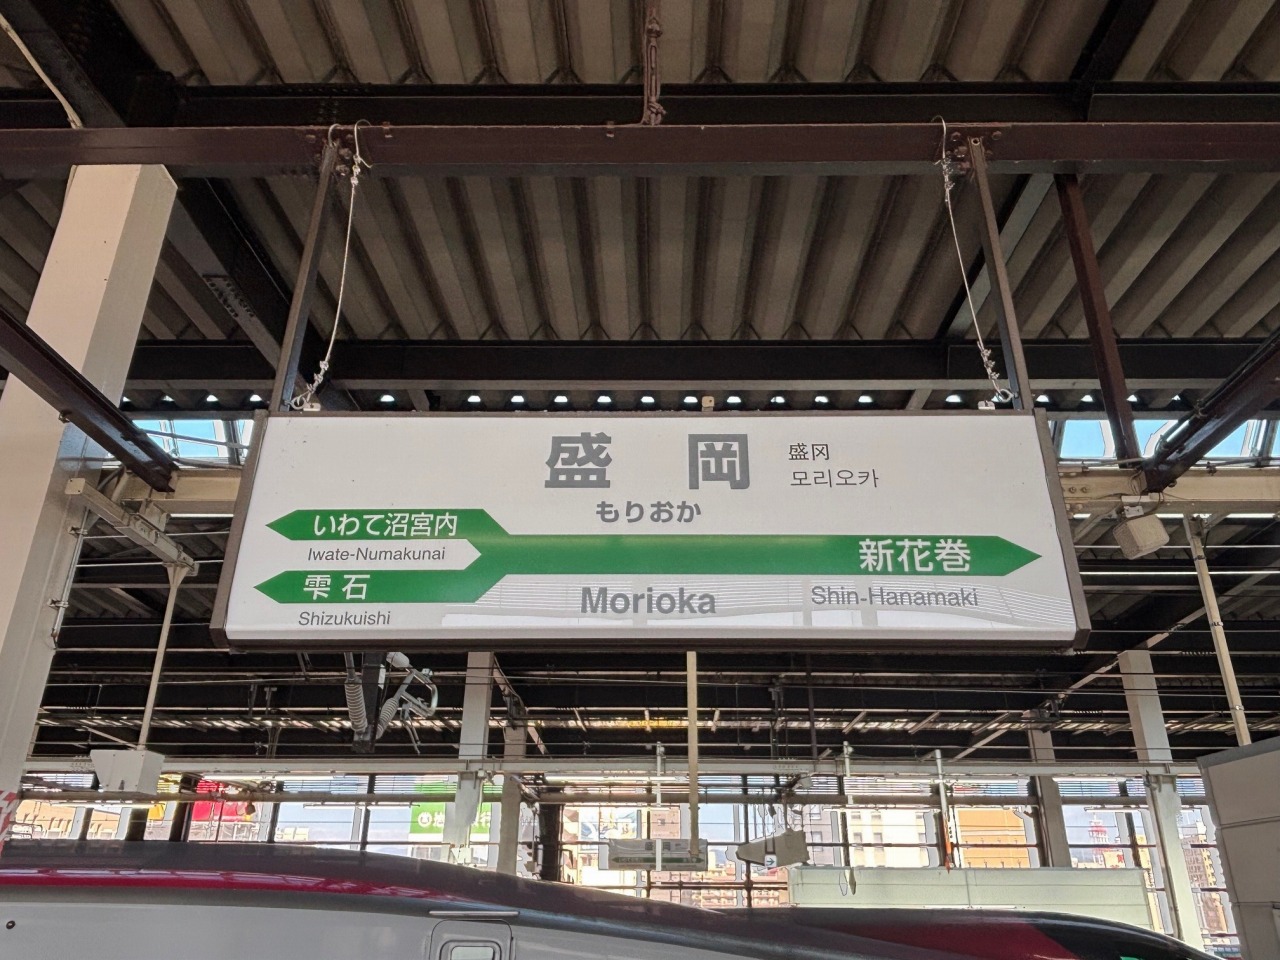 盛岡
盛冈
모리오카
もりおか
いわて沼宮内
Iwate-Numakunai
雫石
Shizukuishi
新花巻
Morioka
Shin-Hanamaki